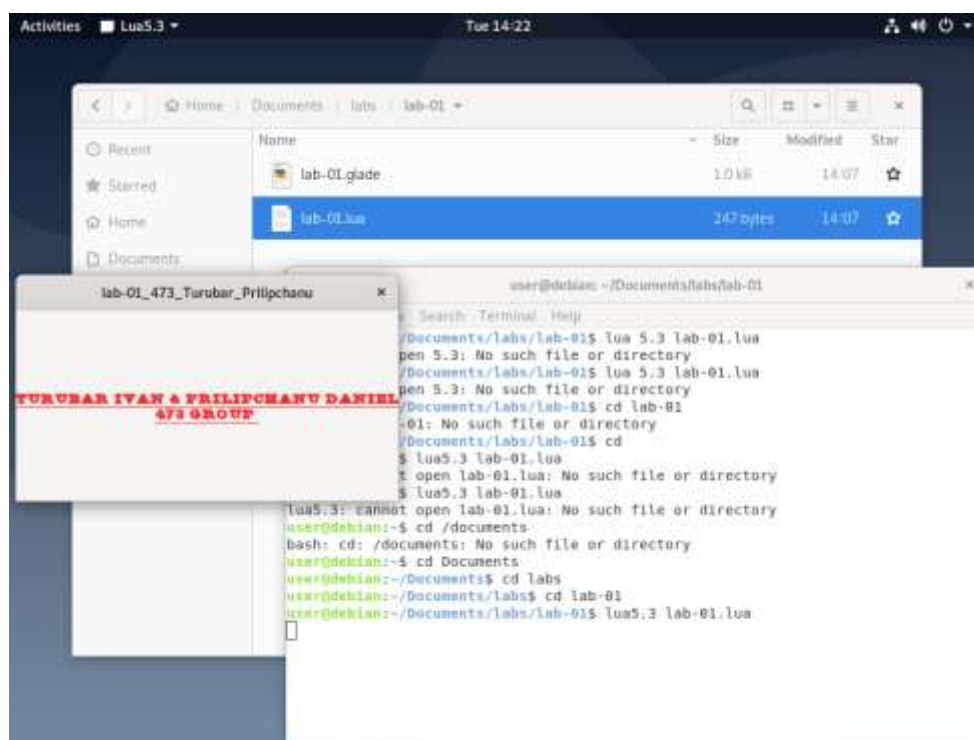 Activities Lua5.3 Tue 14:22
Home Documents labs lab-01
Name Size Modified Star
Recent
lab-01.glade 1.0 kB 14:07
Starred
lab-01.lua 247 bytes 14:07
Home
Documents
lab-01_473_Turubar_Prilipchanu
TURUBAR IVAN & PRILIPCHANU DANIEL
473 GROUP
user@debian: ~/Documents/labs/lab-01
Search Terminal Help
/Documents/labs/lab-01$ lua 5.3 lab-01.lua
pen 5.3: No such file or directory
/Documents/labs/lab-01$ lua 5.3 lab-01.lua
pen 5.3: No such file or directory
/Documents/labs/lab-01$ cd lab-01
-01: No such file or directory
/Documents/labs/lab-01$ cd
$ lua5.3 lab-01.lua
t open lab-01.lua: No such file or directory
$ lua5.3 lab-01.lua
lua5.3: cannot open lab-01.lua: No such file or directory
user@debian:~$ cd /documents
bash: cd: /documents: No such file or directory
user@debian:~$ cd Documents
user@debian:~/Documents$ cd labs
user@debian:~/Documents/labs$ cd lab-01
user@debian:~/Documents/labs/lab-01$ lua5.3 lab-01.lua